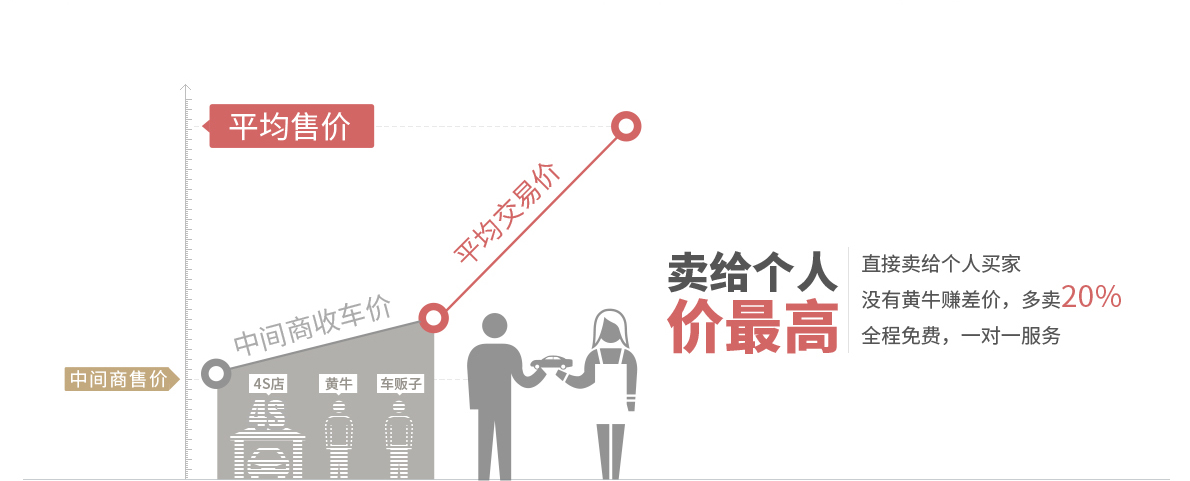 平均售价
平均交易价
中间商收车价
中间商售价
4S店
黄牛
车贩子
4S
卖给个人
价最高
直接卖给个人买家
没有黄牛赚差价，多卖20%
全程免费，一对一服务